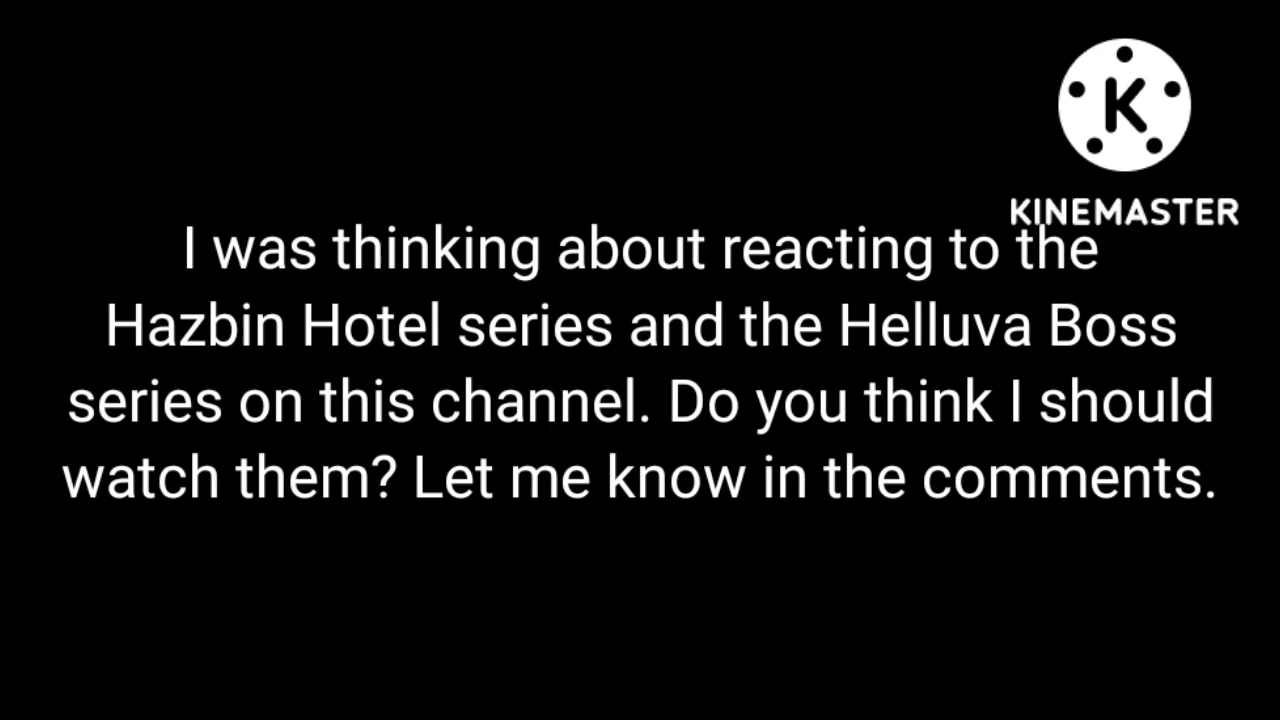 K
KINEMASTER
I was thinking about reacting to the
Hazbin Hotel series and the Helluva Boss
series on this channel. Do you think I should
watch them? Let me know in the comments.